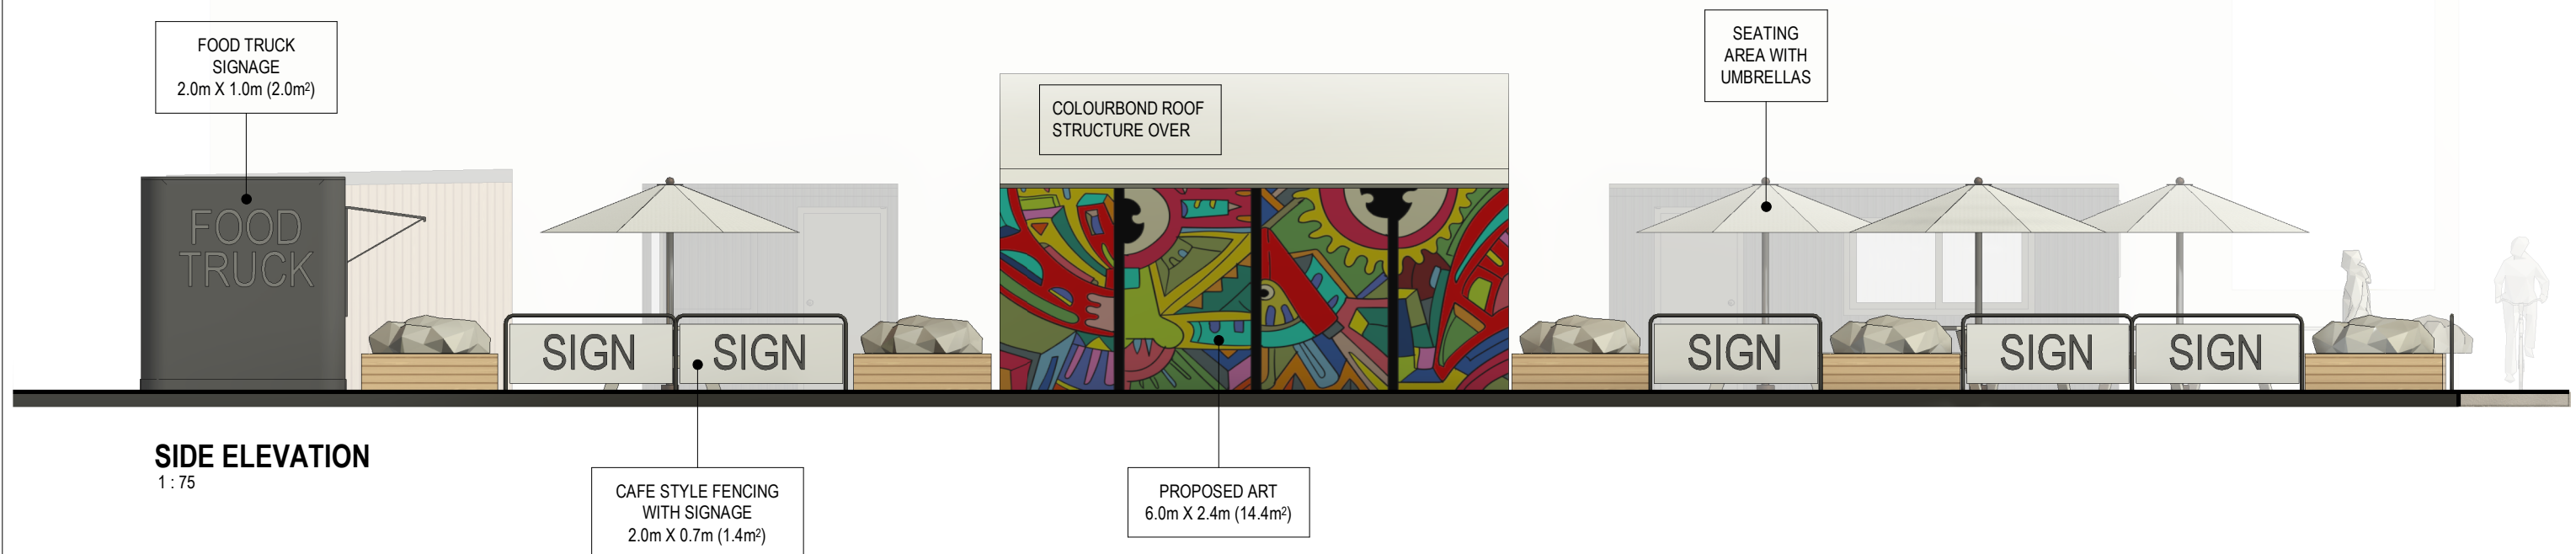 FOOD TRUCK
SIGNAGE
2.0m X 1.0m (2.0m²)
SEATING
AREA WITH
UMBRELLAS
COLOURBOND ROOF
STRUCTURE OVER
FOOD
TRUCK
SIGN
SIGN
SIGN
SIGN
SIGN
SIDE ELEVATION
1 : 75
CAFE STYLE FENCING
WITH SIGNAGE
2.0m X 0.7m (1.4m²)
PROPOSED ART
6.0m X 2.4m (14.4m²)